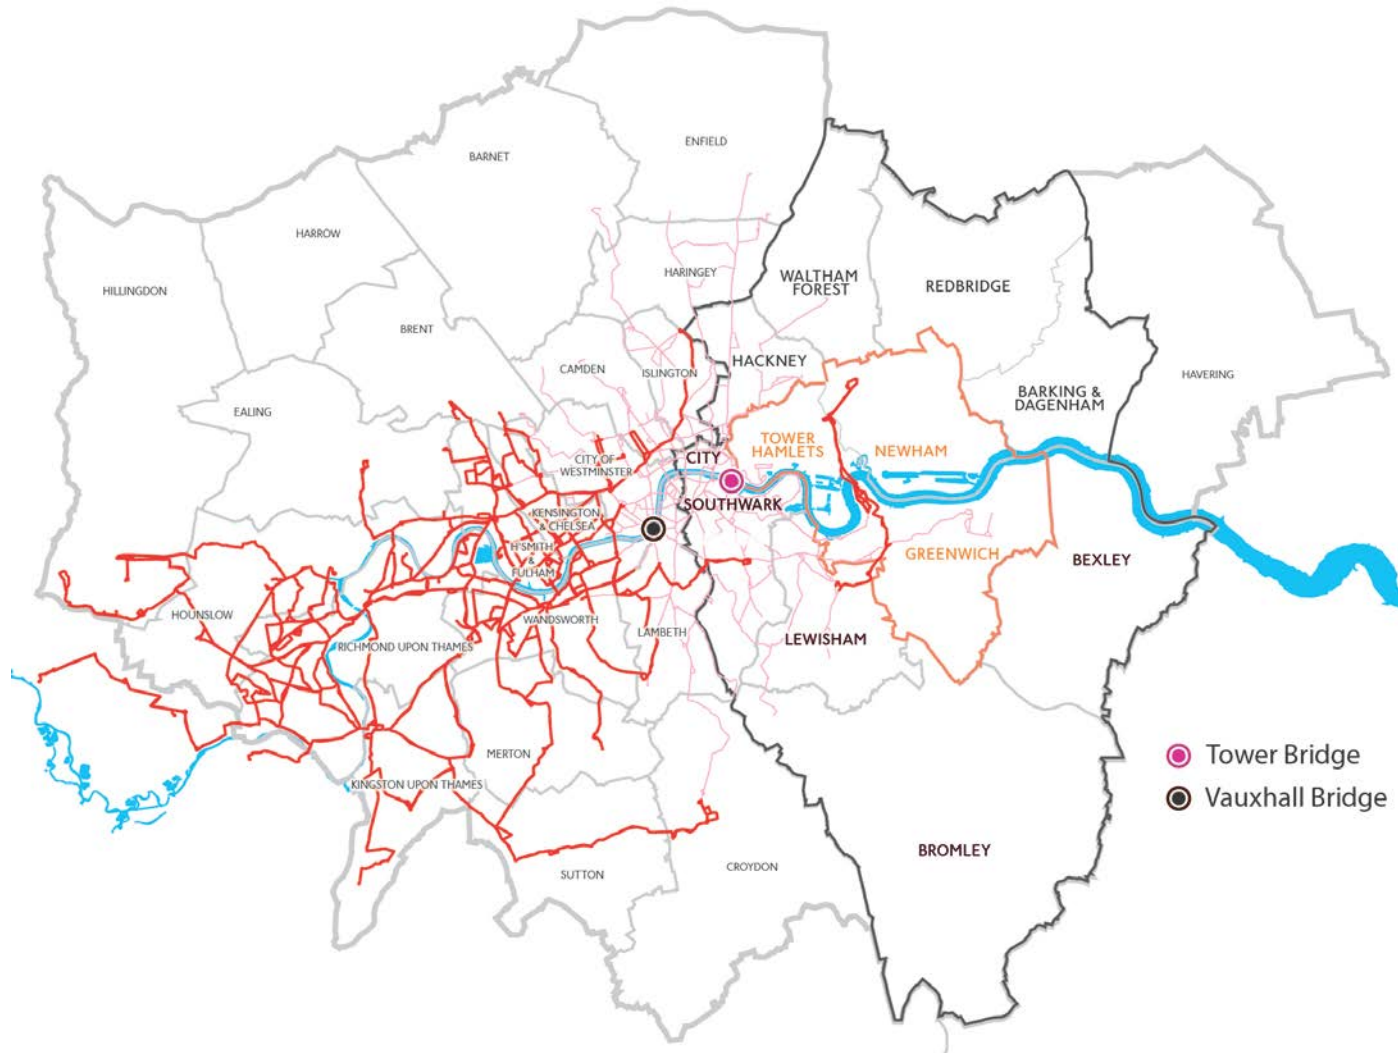 ENFIELD
BARNET
HARROW
HARINGEY
WALTHAM
FOREST
REDBRIDGE
HILLINGDON
BRENT
CAMDEN
ISLINGTON
HACKNEY
HAVERING
BARKING &
DAGENHAM
EALING
TOWER
HAMLETS
NEWHAM
CITY OF
WESTMINSTER
CITY
SOUTHWARK
KENSINGTON
& CHELSEA
H'SMITH
&
FULHAM
GREENWICH
BEXLEY
HOUNSLOW
WANDSWORTH
LAMBETH
LEWISHAM
RICHMOND UPON THAMES
MERTON
KINGSTON UPON THAMES
Tower Bridge
Vauxhall Bridge
BROMLEY
SUTTON
CROYDON